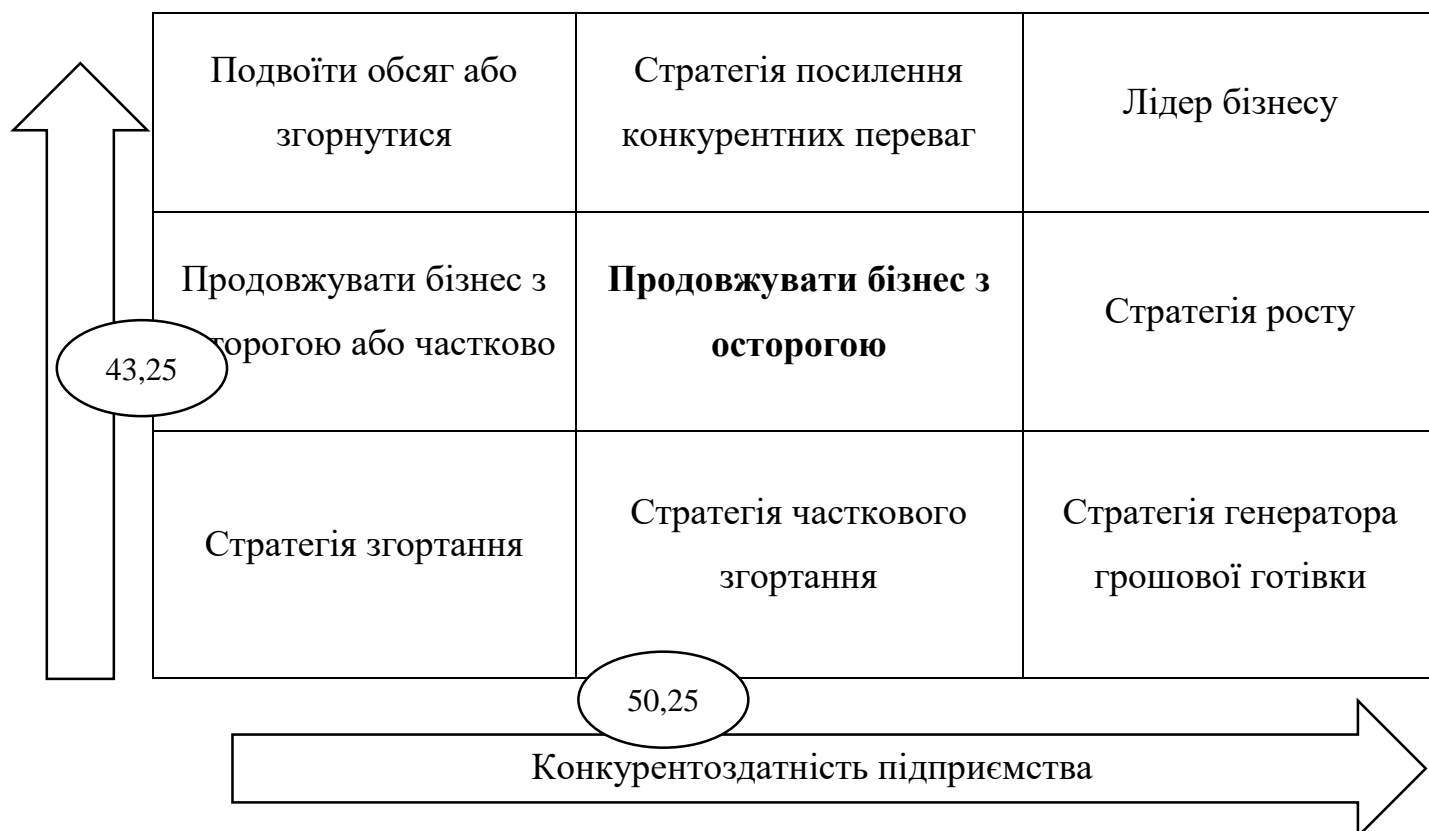 Подвоїти обсяг або
згорнутися
Стратегія посилення
конкурентних переваг
Лідер бізнесу
Продовжувати бізнес з
або частково
Продовжувати бізнес з
осторогою
Стратегія росту
43,25
Стратегія згортання
Стратегія часткового
згортання
Стратегія генератора
грошової готівки
50,25
Конкурентоздатність підприємства